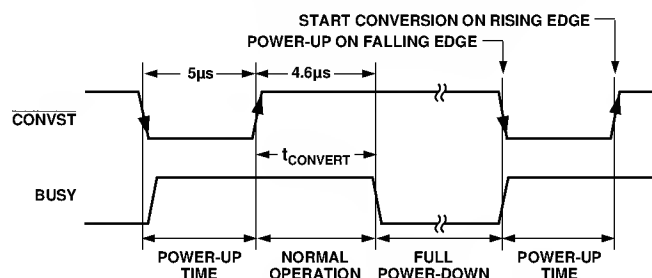 START CONVERSION ON RISING EDGE
POWER-UP ON FALLING EDGE
5µs
4.6µs
CONVST
tCONVERT
BUSY
POWER-UP
TIME
NORMAL
OPERATION
FULL
POWER-DOWN
POWER-UP
TIME